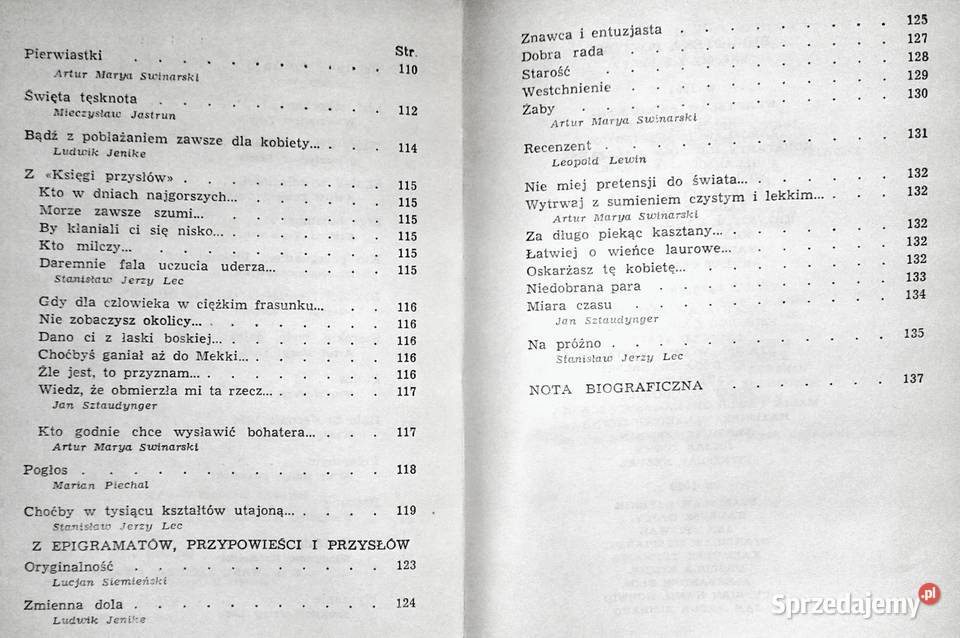 Str.
Pierwiastki . . . . . . . . . . . 110
Artur Marya Swinarski
Święta tęsknota . . . . . . . . . . 112
Mieczysław Jastrun
Bądź z pobłażaniem zawsze dla kobiety... . . . 114
Ludwik Jenike
Z «Księgi przysłów» . . . . . . . . . 115
Kto w dniach najgorszych... . . . . . . 115
Morze zawsze szumi... . . . . . . . 115
By kłaniali ci się nisko... . . . . . . . 115
Kto milczy... . . . . . . . . . . 115
Daremnie fala uczucia uderza... . . . . 115
Stanisław Jerzy Lec
Gdy dla człowieka w ciężkim frasunku... . . 116
Nie zobaczysz okolicy... . . . . . . . 116
Dano ci z łaski boskiej... . . . . . . . 116
Choćbyś ganiał aż do Mekki... . . . . . 116
Źle jest, to przyznam... . . . . . . . 116
Wiedz, że obmierzła mi ta rzecz... . . . . 117
Jan Sztaudynger
Kto godnie chce wysławić bohatera... . . . 117
Artur Marya Swinarski
Pogłos . . . . . . . . . . . . 118
Marian Piechal
Choćby w tysiącu kształtów utajoną... . . . . 119
Stanisław Jerzy Lec
Z EPIGRAMATÓW, PRZYPOWIEŚCI I PRZYSŁÓW
Oryginalność . . . . . . . . . . . 123
Lucjan Siemieński
Zmienna dola . . . . . . . . . . . 124
Ludwik Jenike
Znawca i entuzjasta . . . . . . . . . 125
Dobra rada . . . . . . . . . . . 127
Starość . . . . . . . . . . . . 128
Westchnienie . . . . . . . . . . . 129
Żaby . . . . . . . . . . . . . 130
Artur Marya Swinarski
Recenzent . . . . . . . . . . . . 131
Leopold Lewin
Nie miej pretensji do świata... . . . . . . 132
Wytrwaj z sumieniem czystym i lekkim... . . . 132
Artur Marya Swinarski
Za długo piekąc kasztany... . . . . . . . 132
Łatwiej o wieńce laurowe... . . . . . . . 132
Oskarżasz tę kobietę... . . . . . . . . 132
Niedobrana para . . . . . . . . . . 133
Miara czasu . . . . . . . . . . . 134
Jan Sztaudynger
Na próżno . . . . . . . . . . . . 135
Stanisław Jerzy Lec
NOTA BIOGRAFICZNA . . . . . . . 137
Sprzedajemy.pl